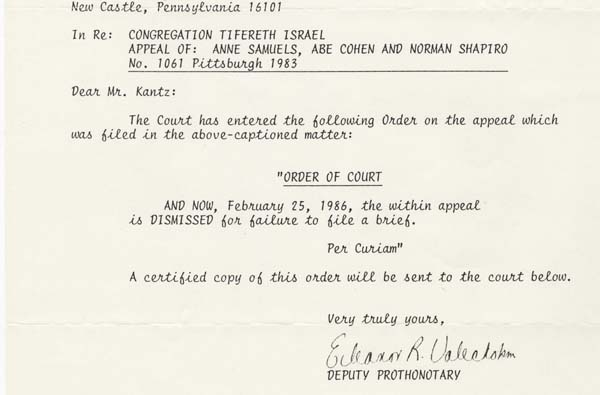 New Castle, Pennsylvania 16101
In Re: CONGREGATION TIFERETH ISRAEL
APPEAL OF: ANNE SAMUELS, ABE COHEN AND NORMAN SHAPIRO
No. 1061 Pittsburgh 1983
Dear Mr. Kantz:
The Court has entered the following Order on the appeal which
was filed in the above-captioned matter:
"ORDER OF COURT
AND NOW, February 25, 1986, the within appeal
is DISMISSED for failure to file a brief.
Per Curiam"
A certified copy of this order will be sent to the court below.
Very truly yours,
Eleanor R.
DEPUTY PROTHONOTARY